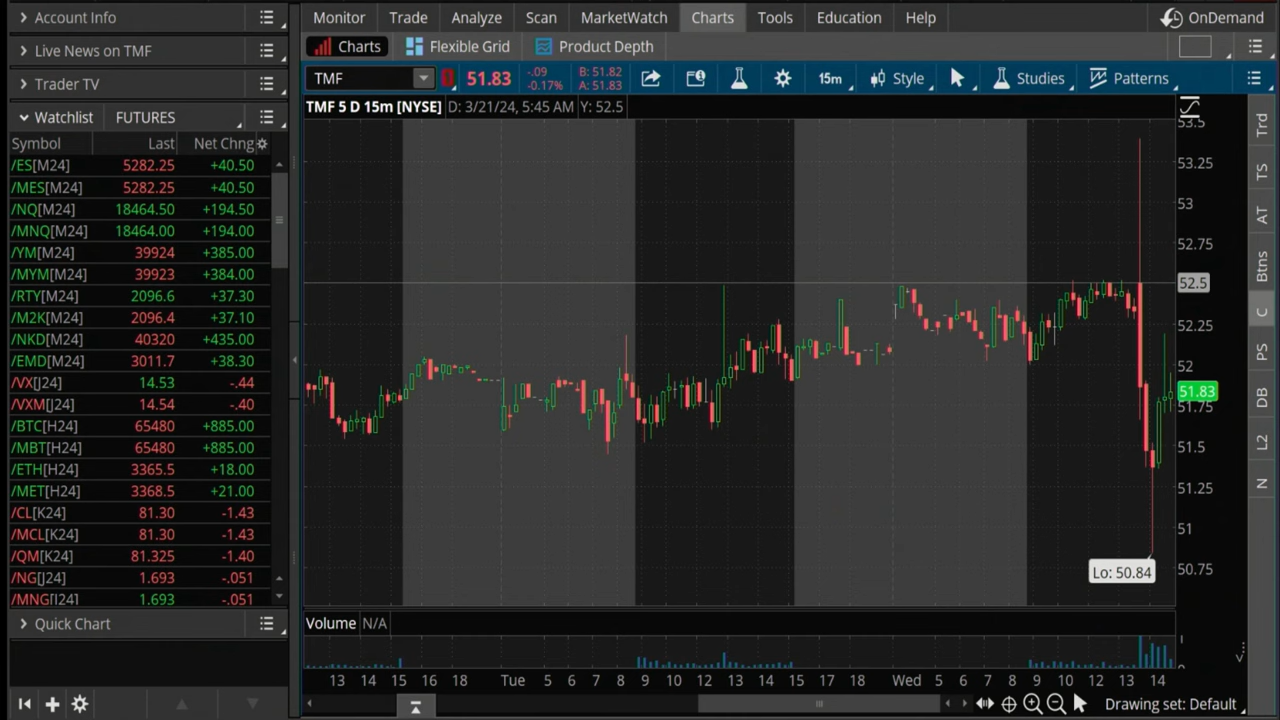 Account Info
Live News on TMF
Trader TV
Watchlist FUTURES
Symbol Last Net Chng
/ES[M24] 5282.25 +40.50
/MES[M24] 5282.25 +40.50
/NQ[M24] 18464.50 +194.50
/MNQ[M24] 18464.00 +194.00
/YM[M24] 39924 +385.00
/MYM[M24] 39923 +384.00
/RTY[M24] 2096.6 +37.30
/M2K[M24] 2096.4 +37.10
/NKD[M24] 40320 +435.00
/EMD[M24] 3011.7 +38.30
/VX[J24] 14.53 -.44
/VXM[J24] 14.54 -.40
/BTC[H24] 65480 +885.00
/MBT[H24] 65480 +885.00
/ETH[H24] 3365.5 +18.00
/MET[H24] 3368.5 +21.00
/CL[K24] 81.30 -1.43
/MCL[K24] 81.30 -1.43
/QM[K24] 81.325 -1.40
/NG[J24] 1.693 -.051
/MNG[J24] 1.693 -.051
Quick Chart
Monitor Trade Analyze Scan MarketWatch Charts Tools Education Help OnDemand
Charts Flexible Grid Product Depth
TMF 51.83 -.09 -0.17% B: 51.82 A: 51.83 15m Style Studies Patterns
TMF 5 D 15m [NYSE] D: 3/21/24, 5:45 AM Y: 52.5
53.5
53.25
53
52.75
52.5
52.25
52
51.83
51.75
51.5
51.25
51
50.75
Lo: 50.84
Volume N/A
1
0
13 14 15 16 18 Tue 5 6 7 8 10 12 13 14 15 16 17 18 Wed 5 6 7 8 9 10 12 13 14
Drawing set: Default
Trd
TS
AT
Btns
C
PS
DB
L2
N